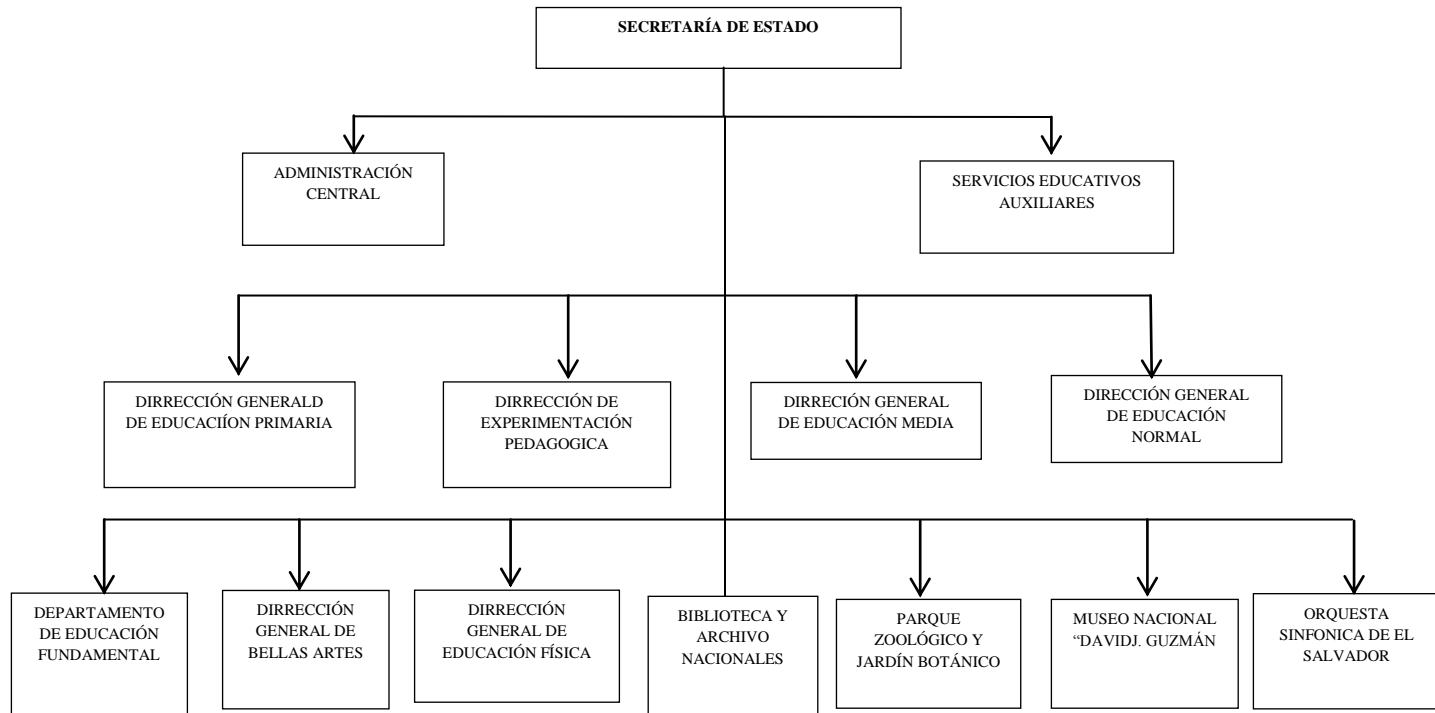 SECRETARÍA DE ESTADO
ADMINISTRACIÓN
CENTRAL
SERVICIOS EDUCATIVOS
AUXILIARES
DIRRECCIÓN GENERALD
DE EDUCACIÍON PRIMARIA
DIRRECCIÓN DE
EXPERIMENTACIÓN
PEDAGOGICA
DIRRECIÓN GENERAL
DE EDUCACIÓN MEDIA
DIRECCIÓN GENERAL
DE EDUCACIÓN
NORMAL
DEPARTAMENTO
DE EDUCACIÓN
FUNDAMENTAL
DIRRECCIÓN
GENERAL DE
BELLAS ARTES
DIRRECCIÓN
GENERAL DE
EDUCACIÓN FÍSICA
BIBLIOTECA Y
ARCHIVO
NACIONALES
PARQUE
ZOOLÓGICO Y
JARDÍN BOTÁNICO
MUSEO NACIONAL
“DAVIDJ. GUZMÁN
ORQUESTA
SINFONICA DE EL
SALVADOR